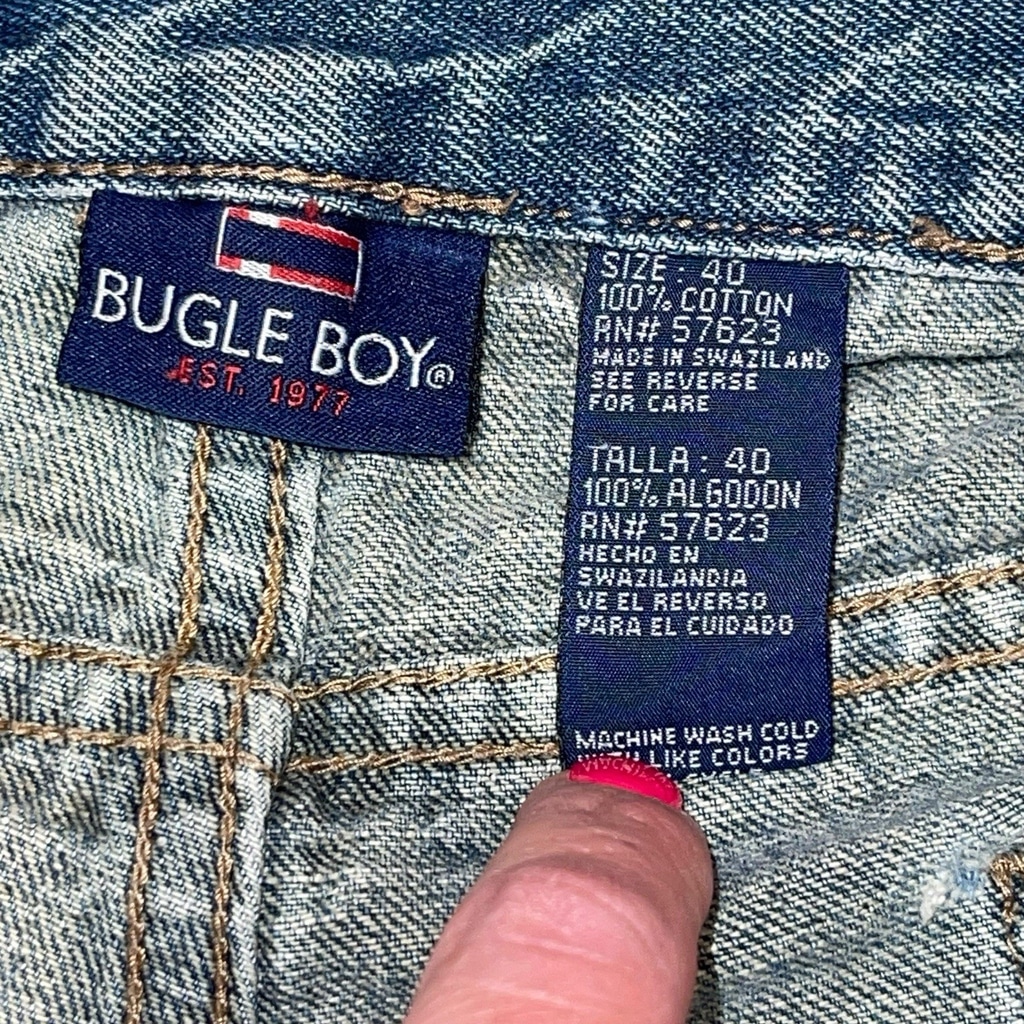 BUGLE BOY®
EST. 1977
SIZE : 40
100% COTTON
RN# 57623
MADE IN SWAZILAND
SEE REVERSE
FOR CARE
TALLA : 40
100% ALGODON
RN# 57623
HECHO EN
SWAZILANDIA
VE EL REVERSO
PARA EL CUIDADO
MACHINE WASH COLD
LIKE COLORS